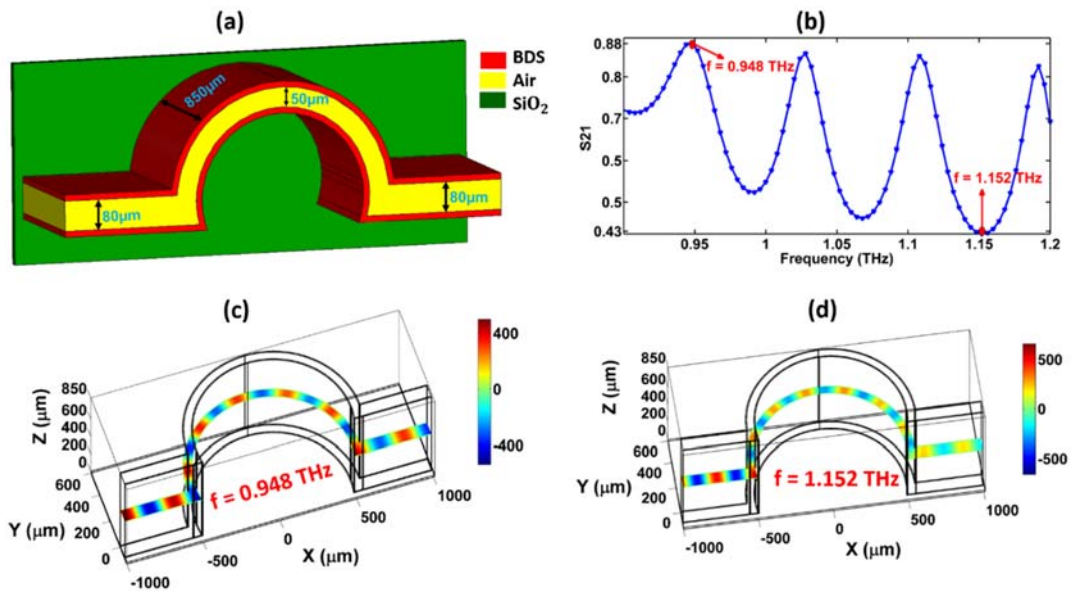 (a)
850µm
50µm
80µm
80µm
BDS
Air
SiO₂
(b)
S21
0.88
0.8
0.7
0.5
0.5
0.43
f = 0.948 THz
f = 1.152 THz
0.95
1
1.05
1.1
1.15
1.2
Frequency (THz)
(c)
Z (µm)
850
600
400
200
0
600
400
200
0
Y (µm)
-1000
-500
0
500
1000
X (µm)
f = 0.948 THz
400
0
-400
(d)
Z (µm)
850
600
400
200
0
600
400
200
0
Y (µm)
-1000
-500
0
500
1000
X (µm)
f = 1.152 THz
500
0
-500